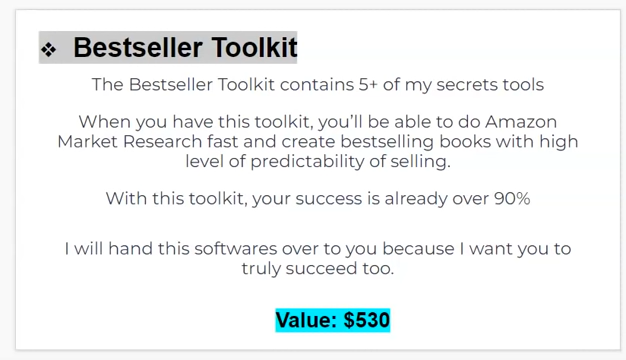 ❖ Bestseller Toolkit
The Bestseller Toolkit contains 5+ of my secrets tools
When you have this toolkit, you'll be able to do Amazon
Market Research fast and create bestselling books with high
level of predictability of selling.
With this toolkit, your success is already over 90%
I will hand this softwares over to you because I want you to
truly succeed too.
Value: $530